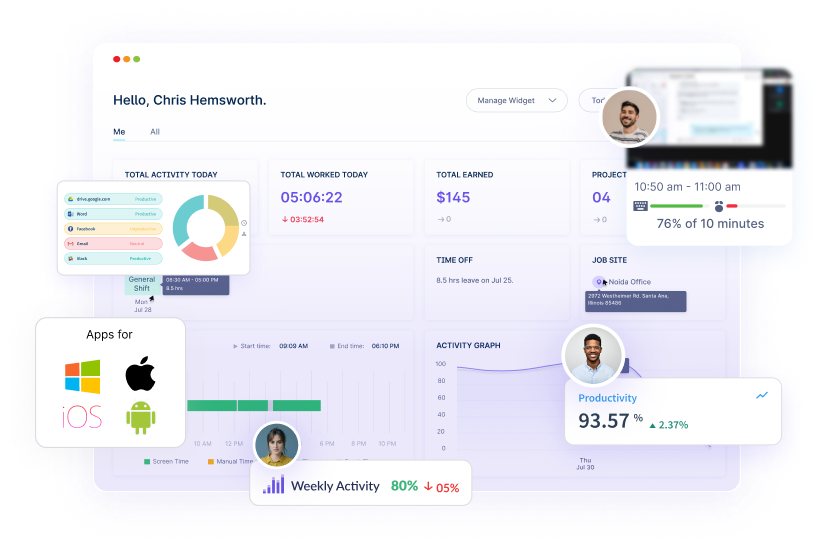 Hello, Chris Hemsworth.
Manage Widget
Tod
Me
All
10:50 am - 11:00 am
76% of 10 minutes
TOTAL ACTIVITY TODAY
TOTAL WORKED TODAY
05:06:22
↓ 03:52:54
TOTAL EARNED
$145
→ 0
PROJECT
04
→ 0
drive.google.com
Productive
Word
Productive
Facebook
Email
Neutral
Slack
Productive
General
Shift
08:30 AM - 05:00 PM
8.5 hrs
Mon
Jul 28
TIME OFF
8.5 hrs leave on Jul 25.
JOB SITE
Noida Office
2972 Westheimer Rd. Santa Ana,
Illinois 85486
Apps for
iOS
Start time:
09:09 AM
End time:
06:10 PM
10 AM
12 PM
6 PM
8 PM
10 PM
Screen Time
Manual Time
ACTIVITY GRAPH
100
80
60
40
20
0
Thu
Jul 30
Productivity
93.57 %
▲ 2.37%
Weekly Activity
80%
↓ 05%